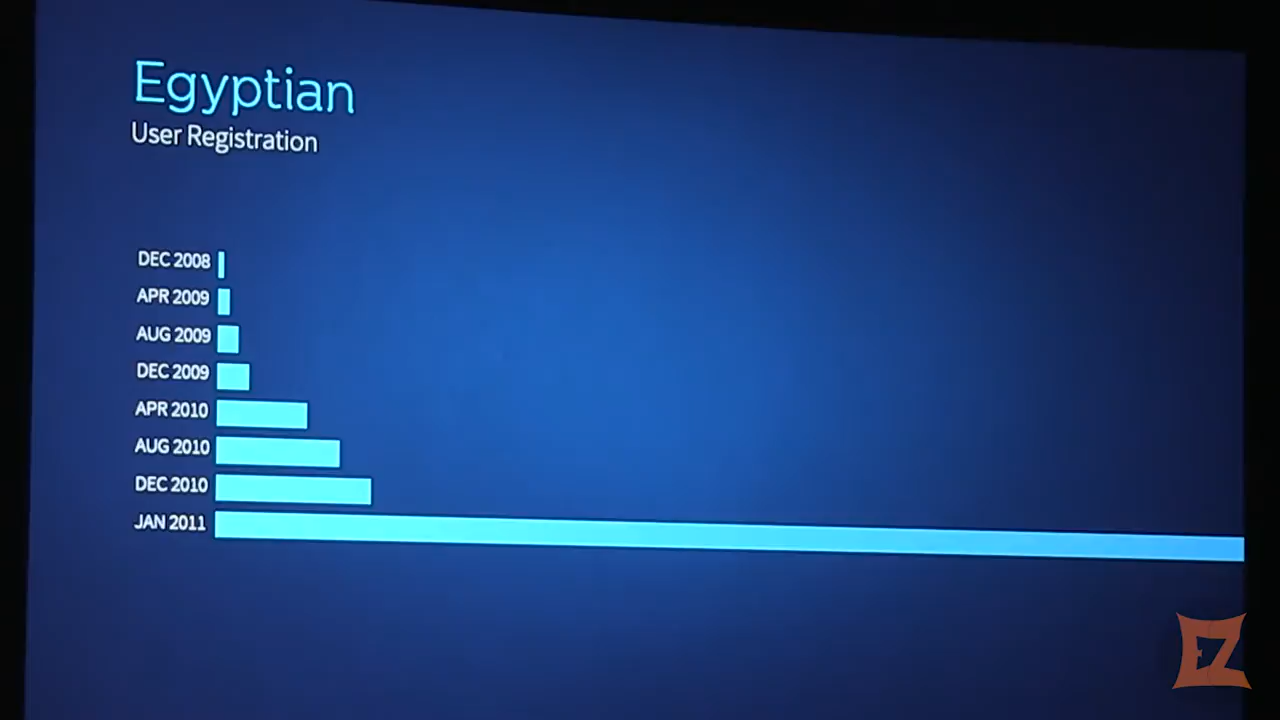 Egyptian
User Registration
DEC 2008
APR 2009
AUG 2009
DEC 2009
APR 2010
AUG 2010
DEC 2010
JAN 2011
EZ